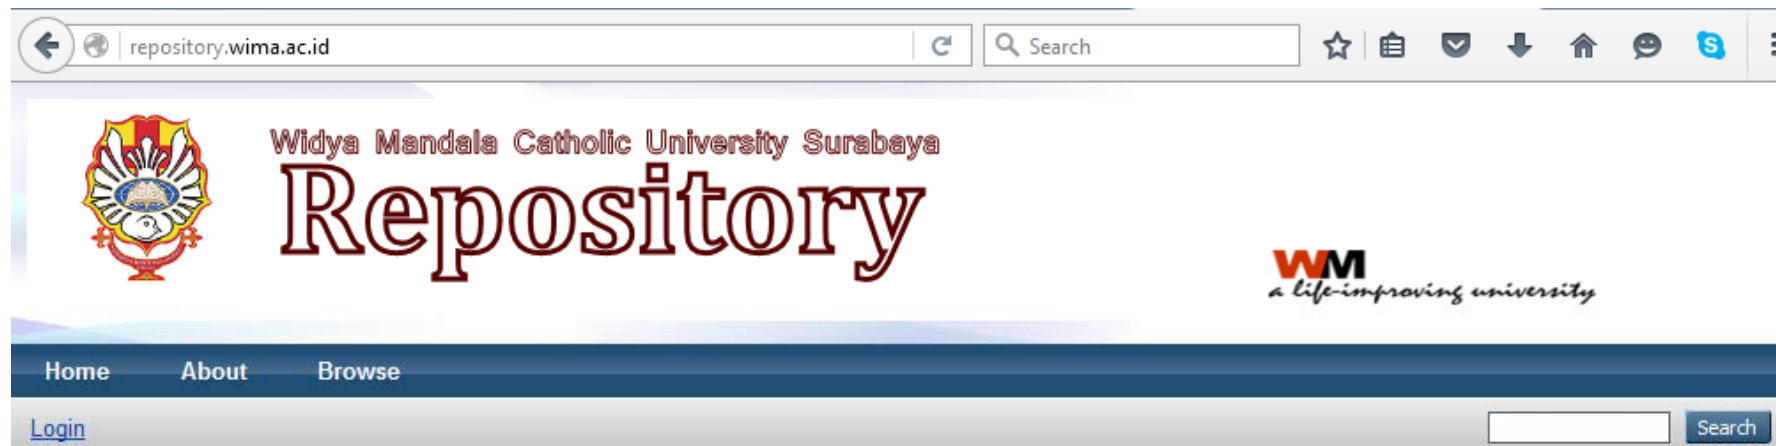 repository.wima.ac.id
Search
Widya Mandala Catholic University Surabaya
Repository
WM
a life-improving university
Home About Browse
Login
Search